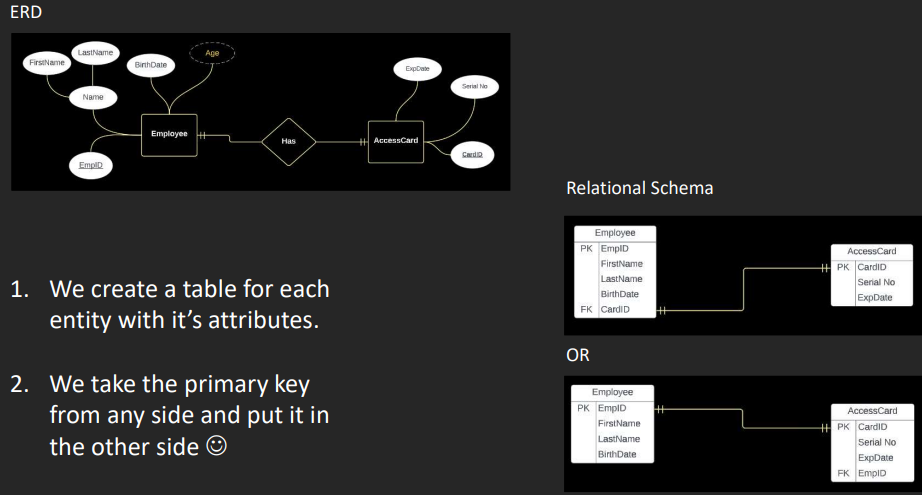 ERD
LastName
FirstName
BirthDate
Age
Name
Employee
EmpID
Has
ExpDate
Serial No
AccessCard
CardID
1. We create a table for each
entity with it’s attributes.
2. We take the primary key
from any side and put it in
the other side ☺
Relational Schema
Employee
PK EmpID
FirstName
LastName
BirthDate
FK CardID
AccessCard
PK CardID
Serial No
ExpDate
OR
Employee
PK EmpID
FirstName
LastName
BirthDate
AccessCard
PK CardID
Serial No
ExpDate
FK EmpID